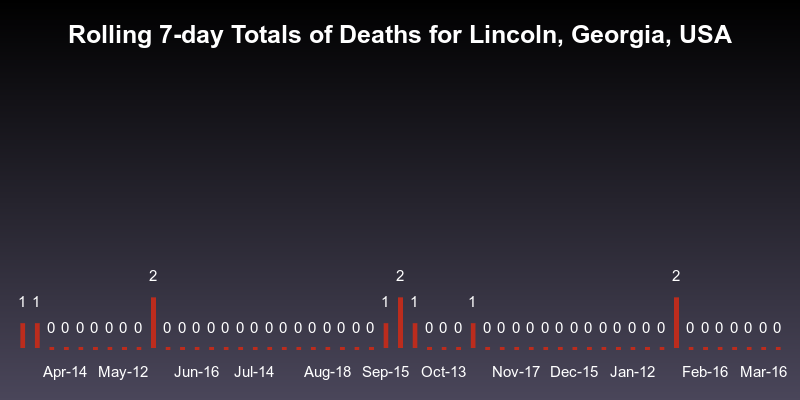 Rolling 7-day Totals of Deaths for Lincoln, Georgia, USA
2 2 2
1 1 1 1 1
0 0 0 0 0 0 0 0 0 0 0 0 0 0 0 0 0 0 0 0 0 0 0 0 0 0 0 0 0 0 0 0 0 0 0 0 0 0 0 0 0 0 0 0 0
Apr-14 May-12 Jun-16 Jul-14 Aug-18 Sep-15 Oct-13 Nov-17 Dec-15 Jan-12 Feb-16 Mar-16